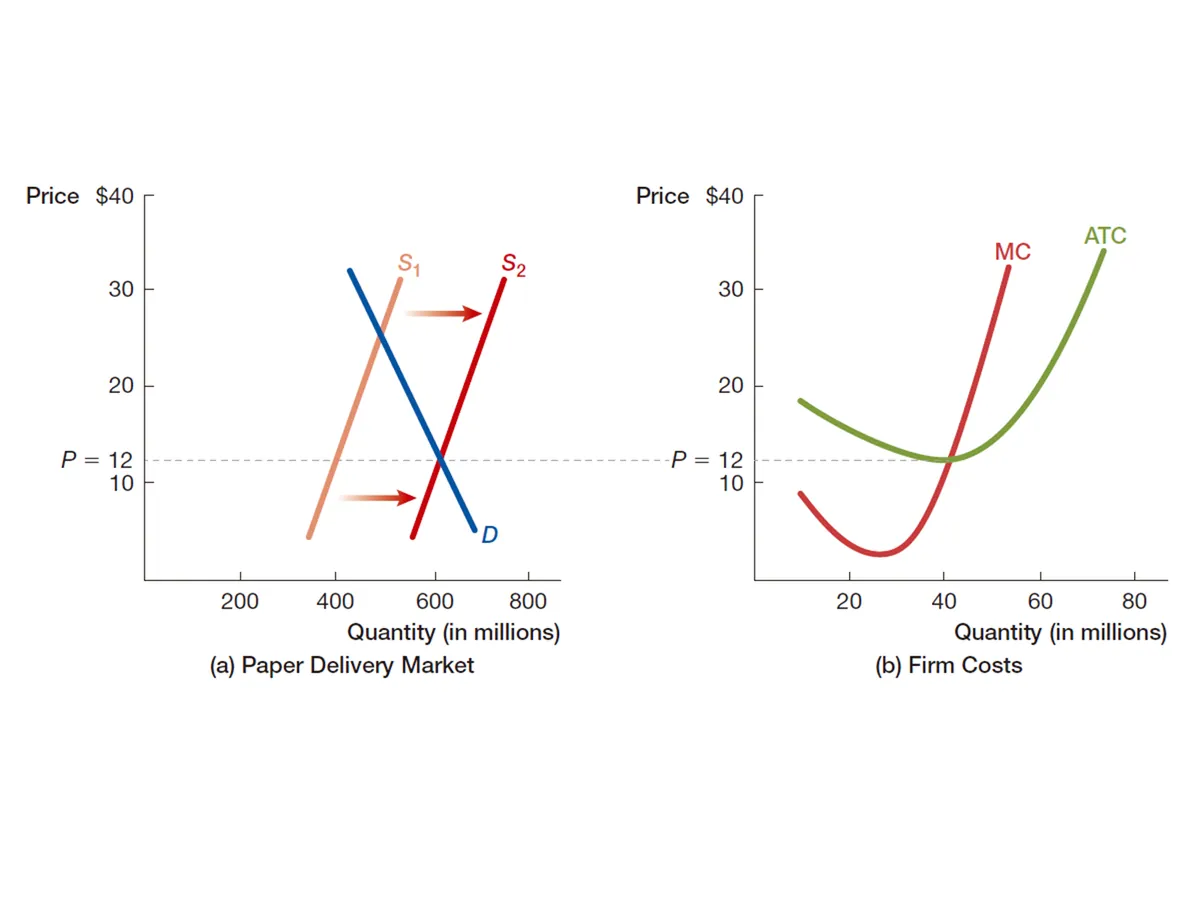 Price $40
30
20
P = 12
10
S1
S2
D
200 400 600 800
Quantity (in millions)
(a) Paper Delivery Market
Price $40
30
20
P = 12
10
MC
ATC
20 40 60 80
Quantity (in millions)
(b) Firm Costs